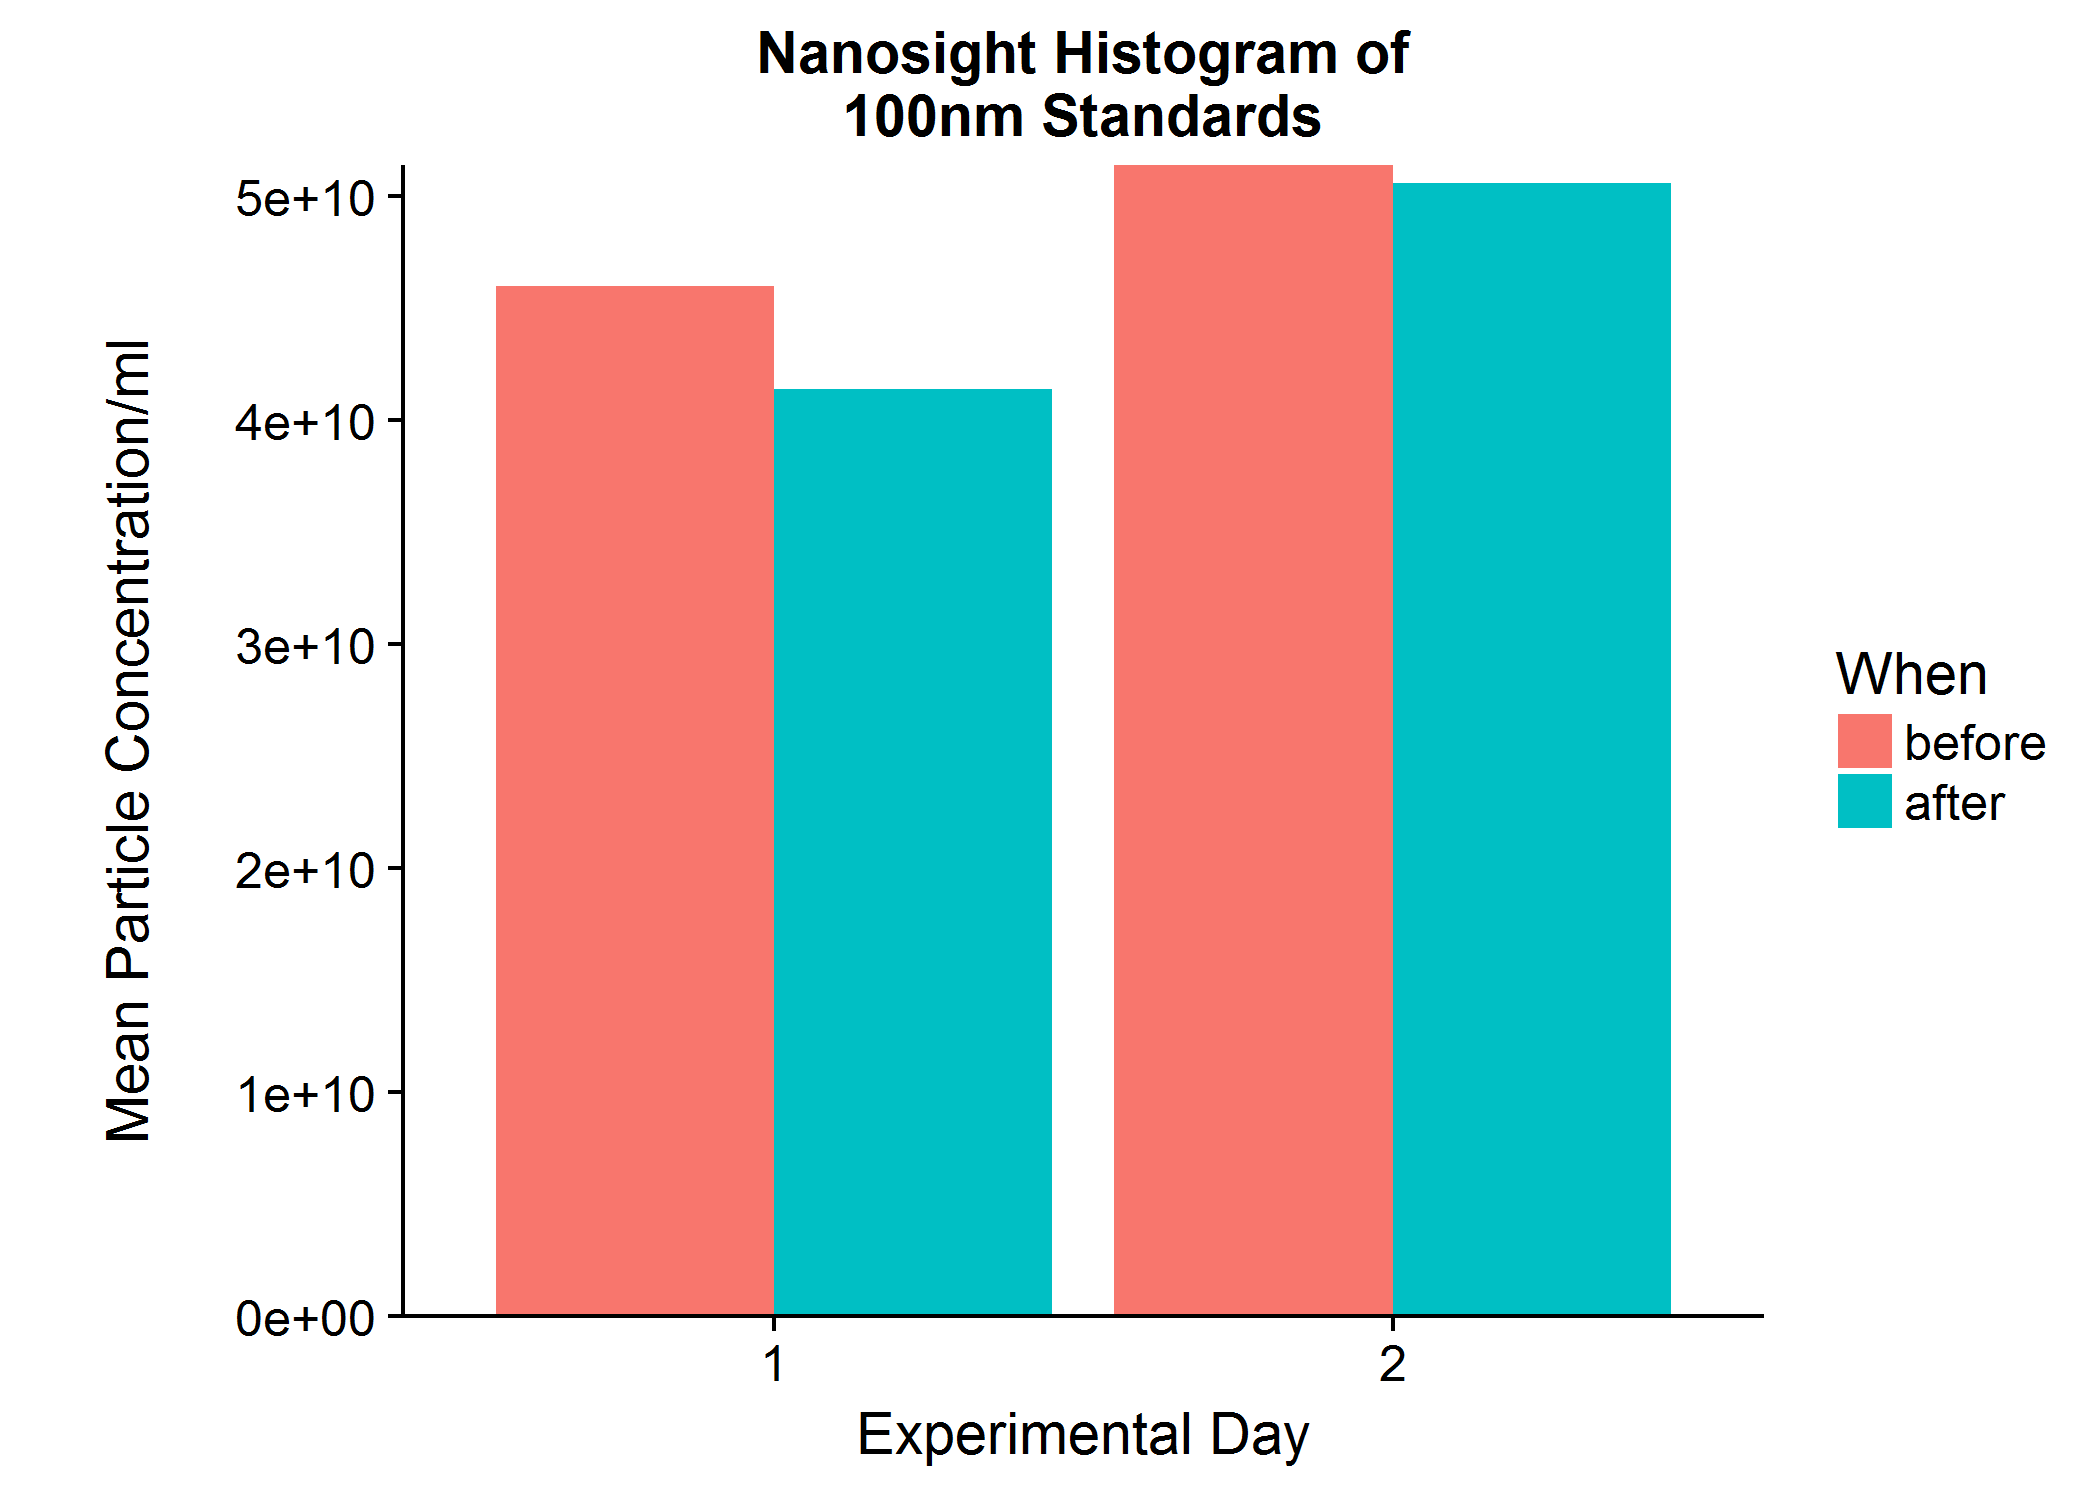 Nanosight Histogram of
100nm Standards
Mean Particle Concentration/ml
5e+10
4e+10
3e+10
2e+10
1e+10
0e+00
1
2
Experimental Day
When
before
after